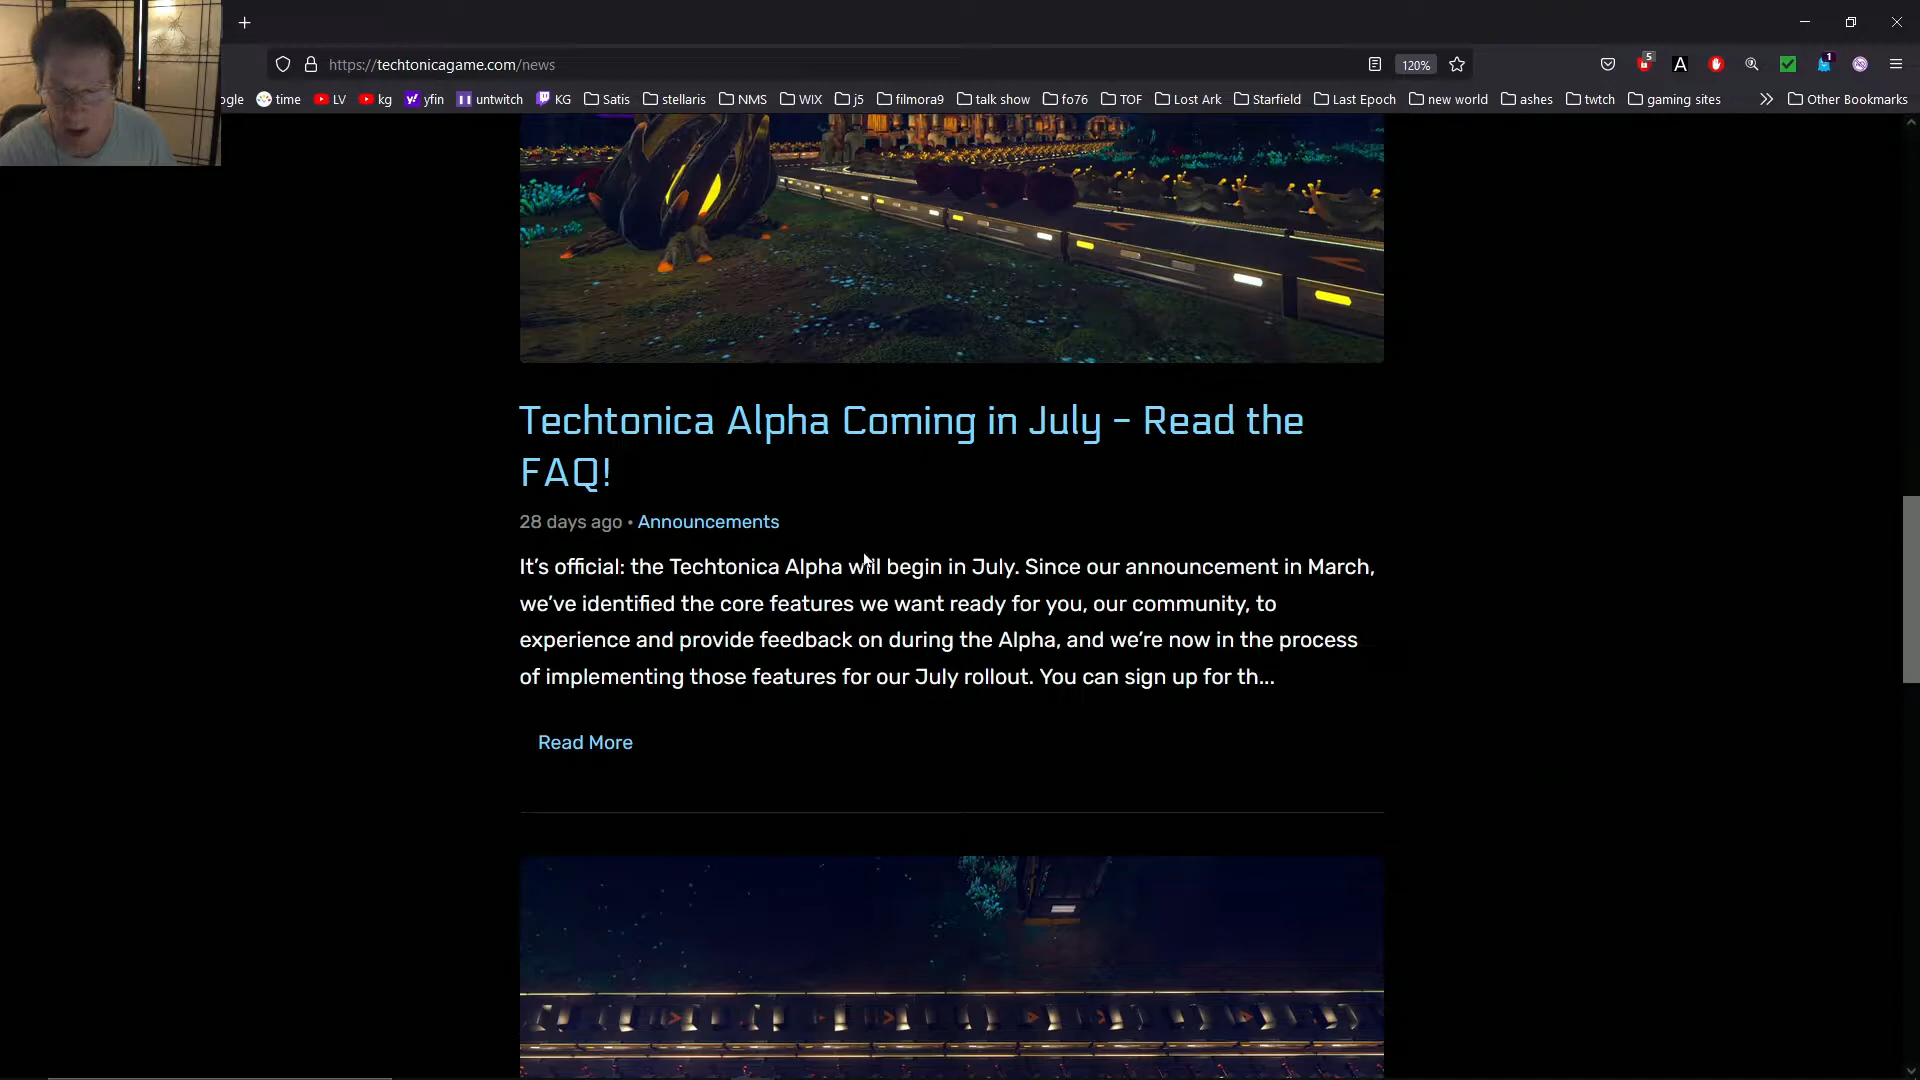 https://techtonicagame.com/news
120%
5
A
1
ogle time LV kg yfin untwitch KG Satis stellaris NMS WIX j5 filmora9 talk show fo76 TOF Lost Ark Starfield Last Epoch new world ashes twtch gaming sites Other Bookmarks
Techtonica Alpha Coming in July - Read the
FAQ!
28 days ago • Announcements
It's official: the Techtonica Alpha will begin in July. Since our announcement in March,
we've identified the core features we want ready for you, our community, to
experience and provide feedback on during the Alpha, and we're now in the process
of implementing those features for our July rollout. You can sign up for th...
Read More